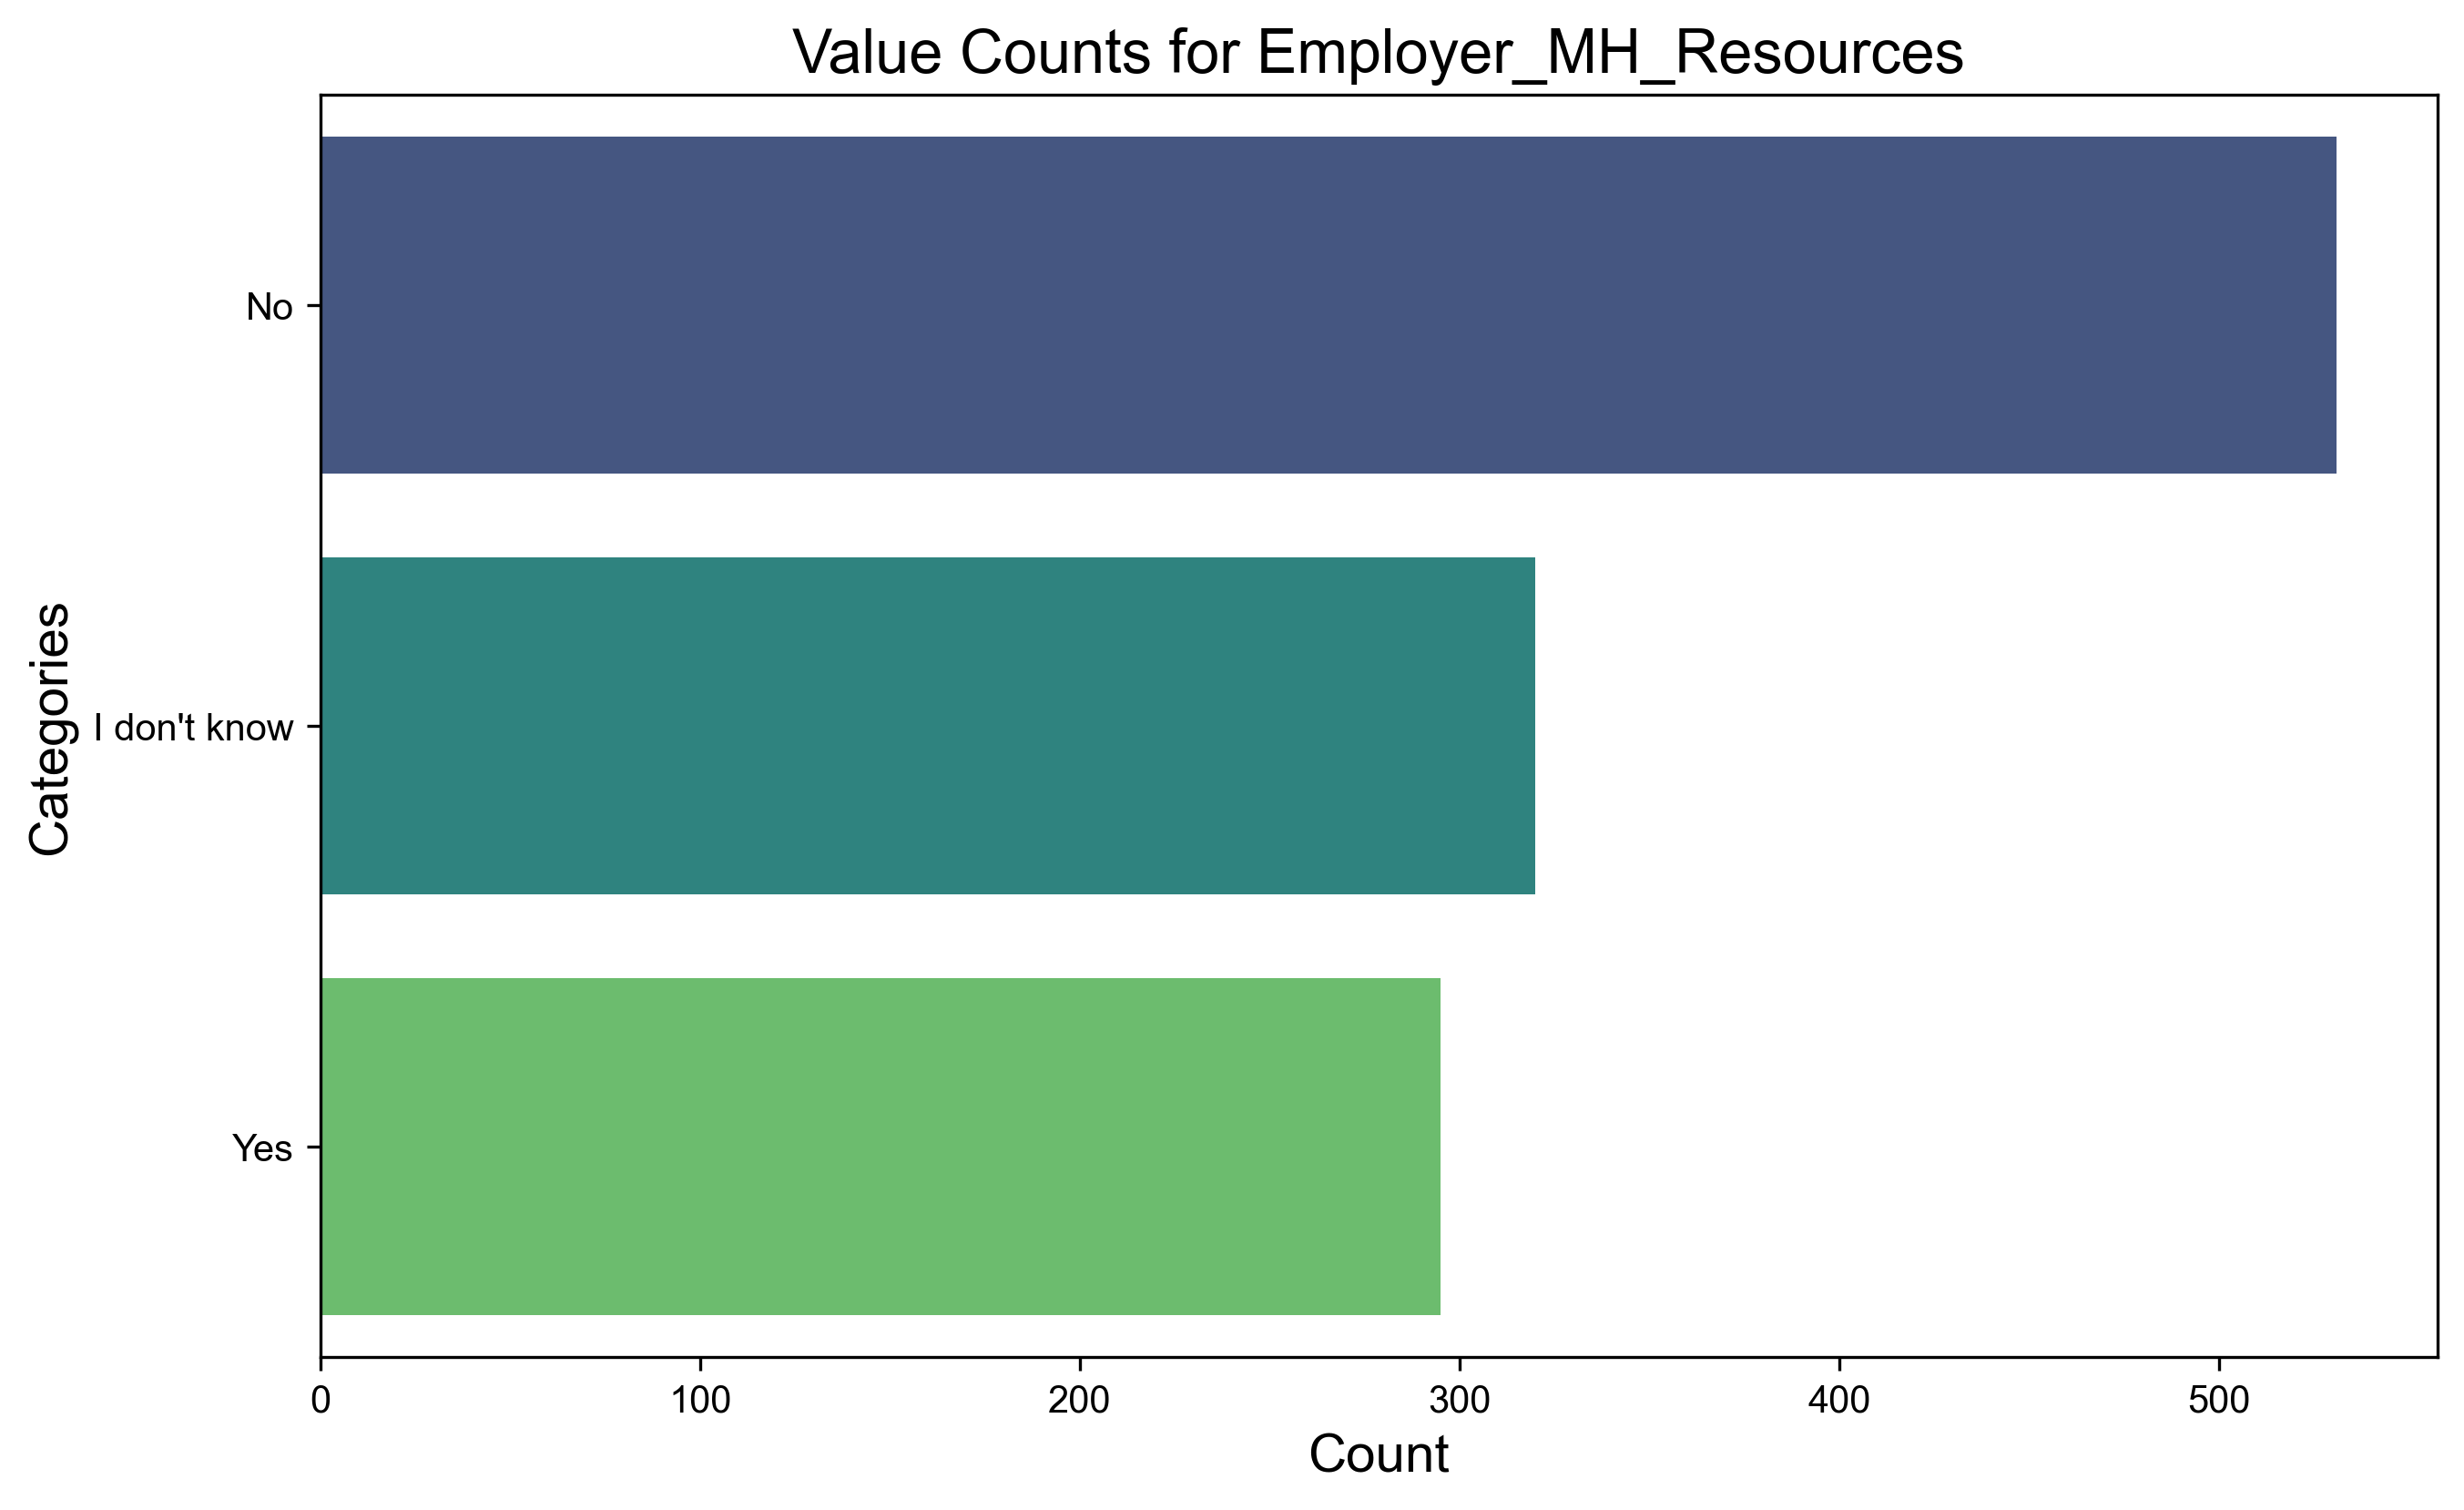 Value Counts for Employer_MH_Resources
Categories
No
I don't know
Yes
0 100 200 300 400 500
Count